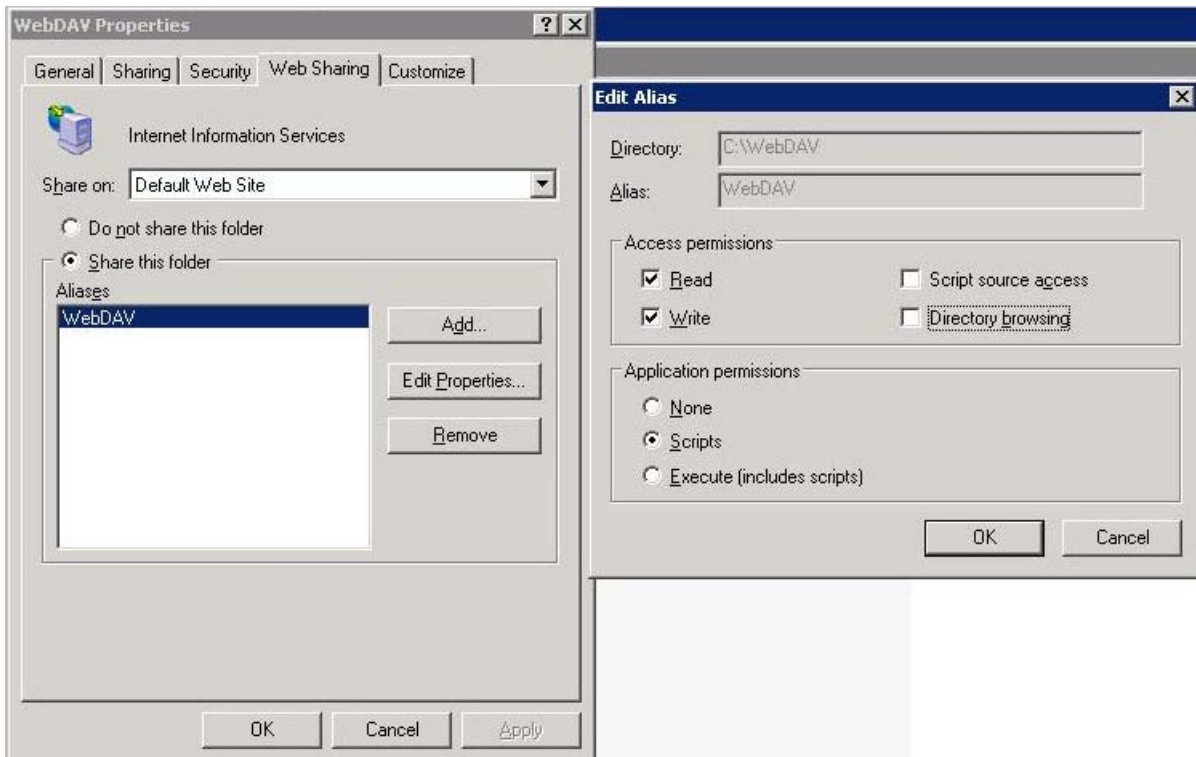 WebDAV Properties
General Sharing Security Web Sharing Customize
Internet Information Services
Share on: Default Web Site
Do not share this folder
Share this folder
Aliases
WebDAV
Add...
Edit Properties...
Remove
OK Cancel Apply
Edit Alias
Directory: C:\WebDAV
Alias: WebDAV
Access permissions
Read Script source access
Write Directory browsing
Application permissions
None
Scripts
Execute (includes scripts)
OK Cancel